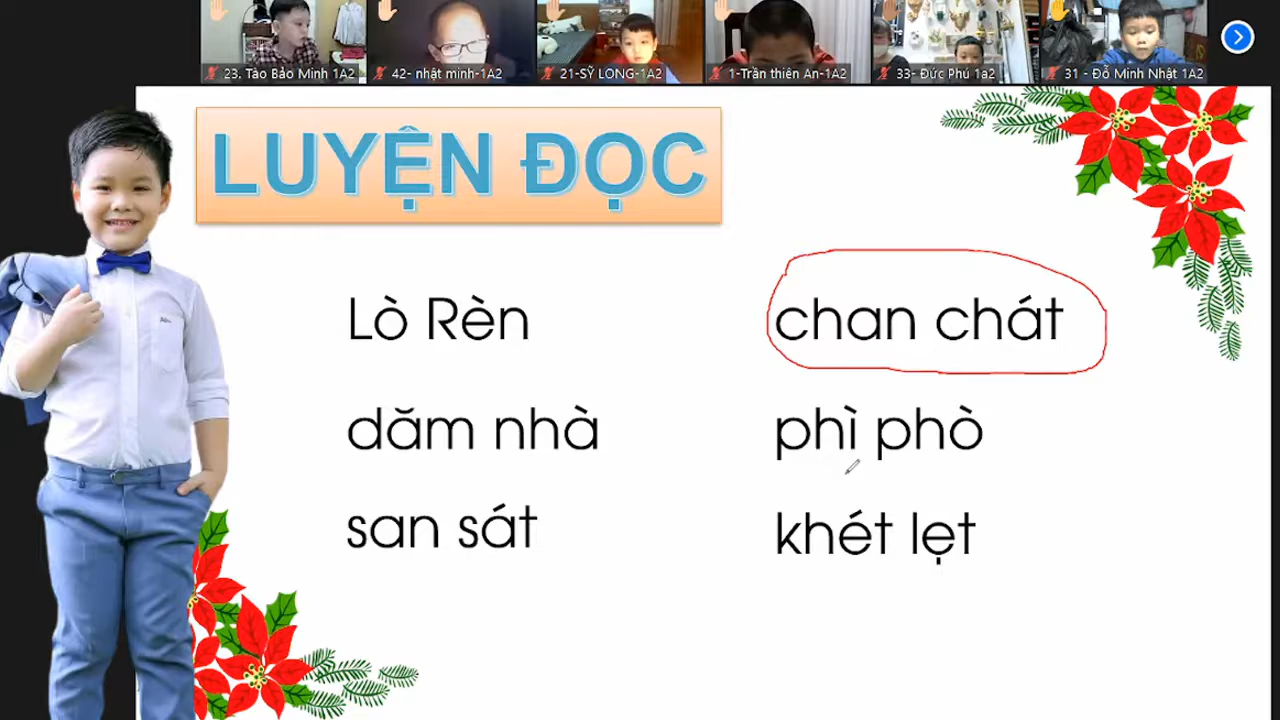 23. Tào Bảo Minh 1A2
42- nhật minh-1A2
21-SỸ LONG-1A2
1-Trần thiên An-1A2
33- Đức Phú 1a2
31 - Đỗ Minh Nhật 1A2
LUYỆN ĐỌC
Lò Rèn
chan chát
dăm nhà
phì phò
san sát
khét lẹt